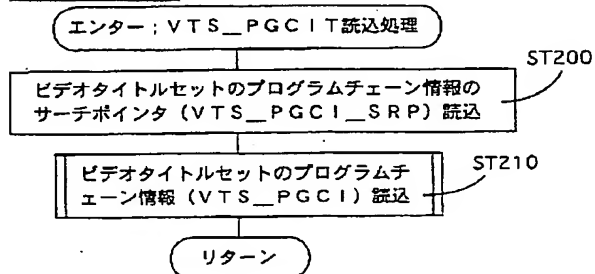 エンター；ＶＴＳ＿ＰＧＣＩＴ読込処理
ST200
ビデオタイトルセットのプログラムチェーン情報の
サーチポインタ（ＶＴＳ＿ＰＧＣＩ＿ＳＲＰ）読込
ST210
ビデオタイトルセットのプログラムチ
ェーン情報（ＶＴＳ＿ＰＧＣＩ）読込
リターン